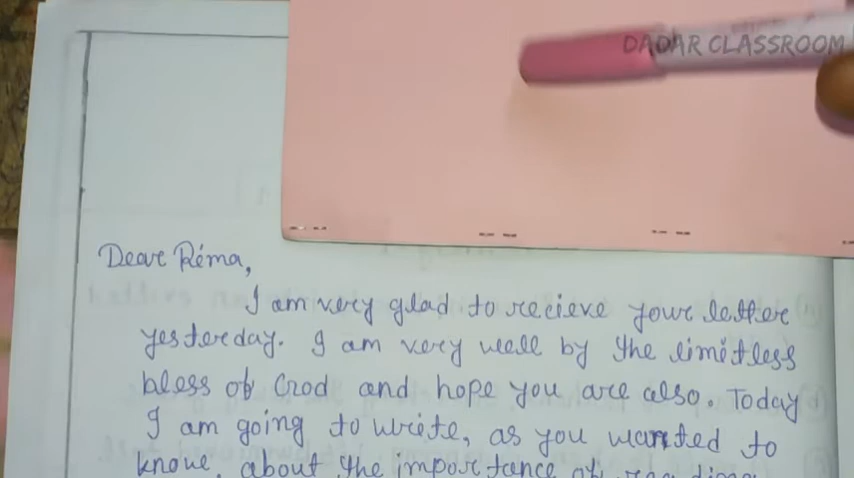 DADAR CLASSROOM
Dear Rima,
I am very glad to recieve your letter
yesterday. I am very well by the limitless
bless of God and hope you are also. Today
I am going to write, as you wanted to
know, about the importance of reading